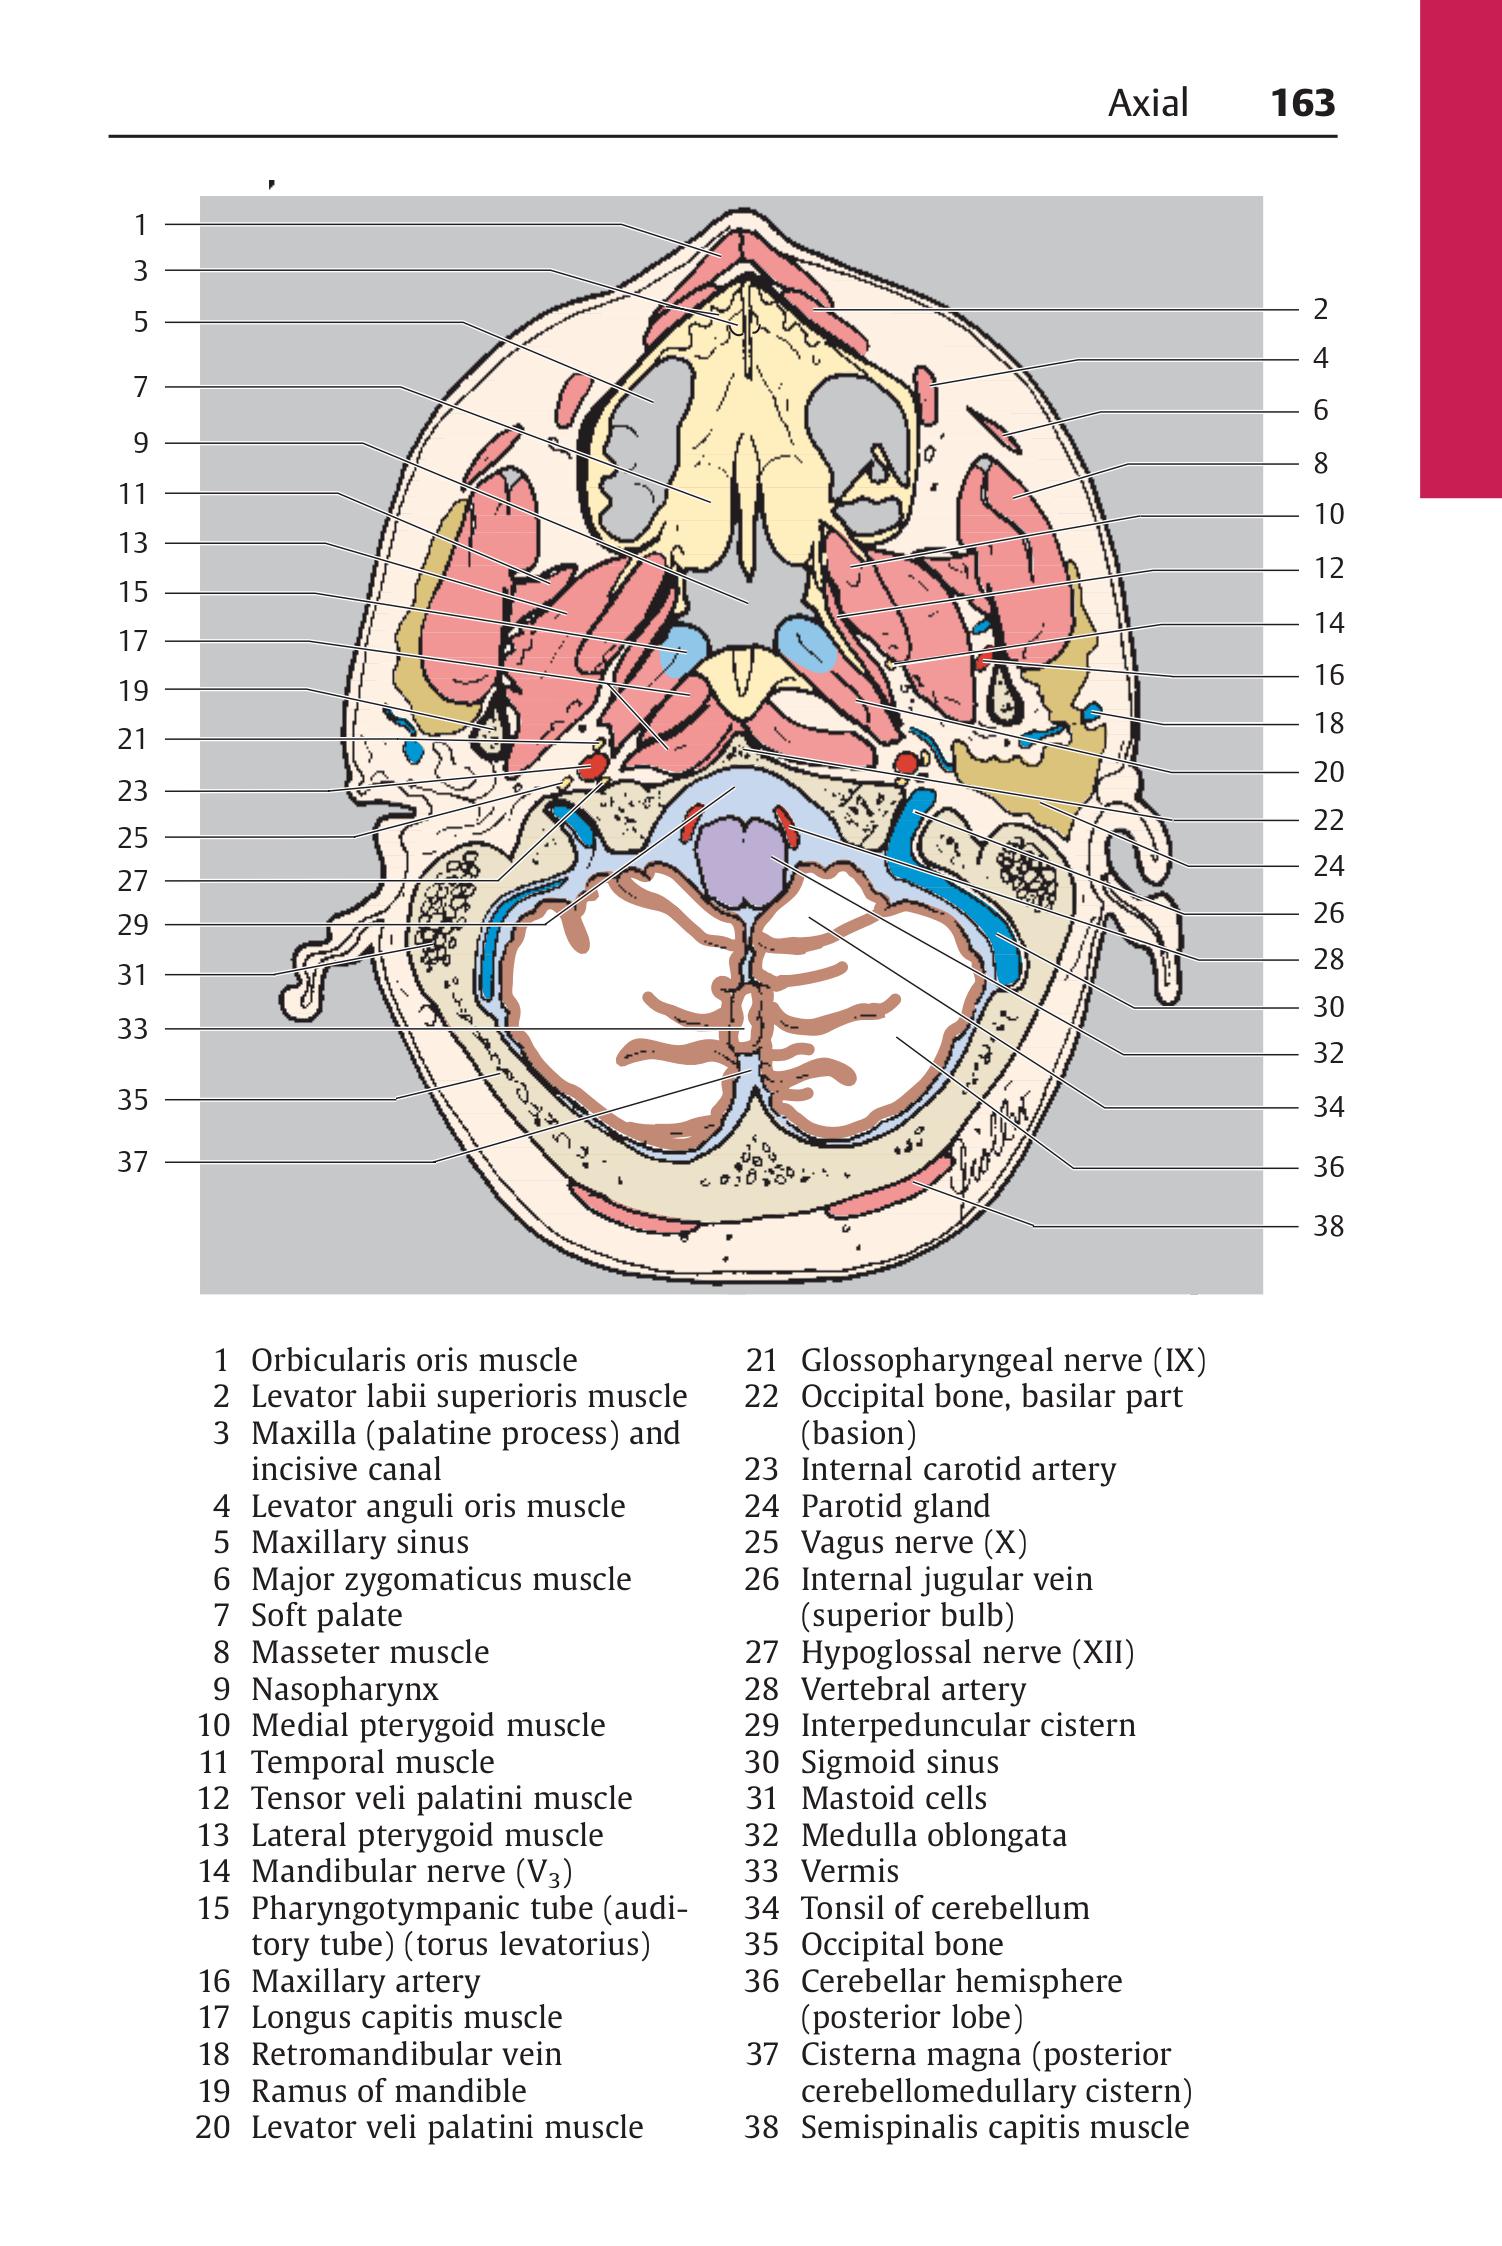 Axial 163
1
3
5
7
9
11
13
15
17
19
21
23
25
27
29
31
33
35
37
2
4
6
8
10
12
14
16
18
20
22
24
26
28
30
32
34
36
38
1 Orbicularis oris muscle
2 Levator labii superioris muscle
3 Maxilla (palatine process) and
incisive canal
4 Levator anguli oris muscle
5 Maxillary sinus
6 Major zygomaticus muscle
7 Soft palate
8 Masseter muscle
9 Nasopharynx
10 Medial pterygoid muscle
11 Temporal muscle
12 Tensor veli palatini muscle
13 Lateral pterygoid muscle
14 Mandibular nerve (V₃)
15 Pharyngotympanic tube (audi-
tory tube) (torus levatorius)
16 Maxillary artery
17 Longus capitis muscle
18 Retromandibular vein
19 Ramus of mandible
20 Levator veli palatini muscle
21 Glossopharyngeal nerve (IX)
22 Occipital bone, basilar part
(basion)
23 Internal carotid artery
24 Parotid gland
25 Vagus nerve (X)
26 Internal jugular vein
(superior bulb)
27 Hypoglossal nerve (XII)
28 Vertebral artery
29 Interpeduncular cistern
30 Sigmoid sinus
31 Mastoid cells
32 Medulla oblongata
33 Vermis
34 Tonsil of cerebellum
35 Occipital bone
36 Cerebellar hemisphere
(posterior lobe)
37 Cisterna magna (posterior
cerebellomedullary cistern)
38 Semispinalis capitis muscle